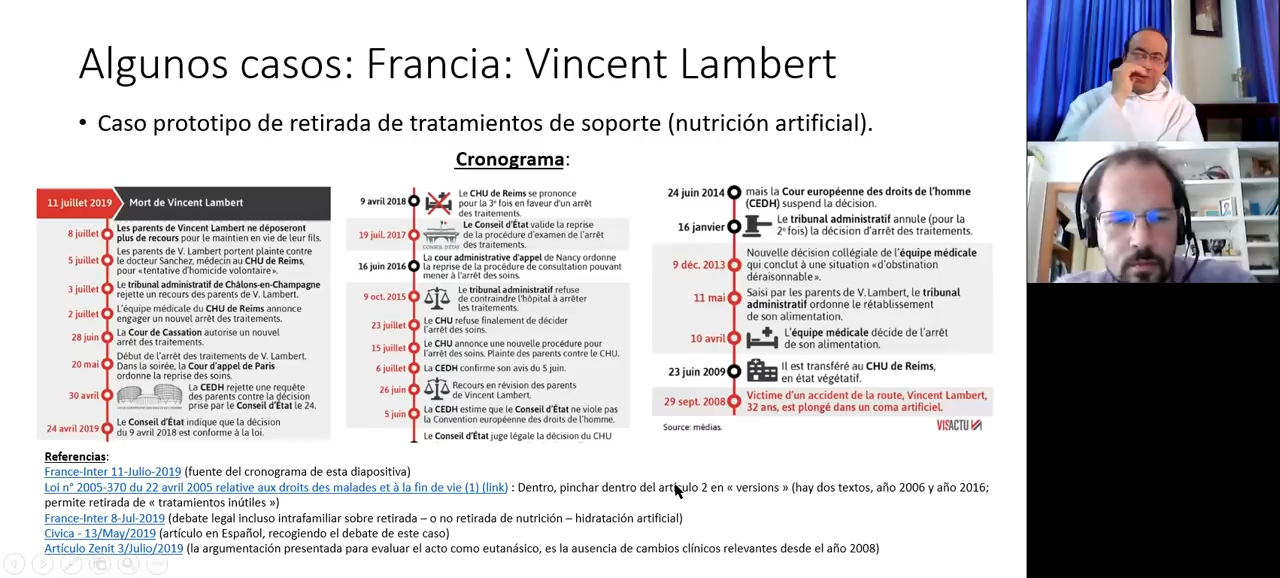 Algunos casos: Francia: Vincent Lambert
• Caso prototipo de retirada de tratamientos de soporte (nutrición artificial).
Cronograma:
11 juillet 2019 Mort de Vincent Lambert
8 juillet Les parents de Vincent Lambert ne déposeront
plus de recours pour le maintien en vie de leur fils.
5 juillet Les parents de V. Lambert portent plainte contre
le docteur Sanchez, médecin au CHU de Reims,
pour «tentative d'homicide volontaire».
3 juillet Le tribunal administratif de Châlons-en-Champagne
rejette un recours des parents de V. Lambert.
2 juillet L'équipe médicale du CHU de Reims annonce
engager un nouvel arrêt des traitements.
28 juin La Cour de Cassation autorise un nouvel
arrêt des traitements.
20 mai Début de l'arrêt des traitements de V. Lambert.
Dans la soirée, la Cour d'appel de Paris
ordonne la reprise des soins.
30 avril La CEDH rejette une requête
des parents contre la décision
prise par le Conseil d'État le 24.
24 avril 2019 Le Conseil d'État indique que la décision
du 9 avril 2018 est conforme à la loi.
9 avril 2018 Le CHU de Reims se prononce
pour la 3e fois en faveur d'un arrêt
des traitements.
19 juil. 2017 Le Conseil d'État valide la reprise
de la procédure d'examen de l'arrêt
des traitements.
CONSEIL D'ÉTAT
16 juin 2016 La cour administrative d'appel de Nancy ordonne
la reprise de la procédure de consultation pouvant
mener à l'arrêt des soins.
9 oct. 2015 Le tribunal administratif refuse
de contraindre l'hôpital à arrêter
les traitements.
23 juillet Le CHU refuse finalement de décider
l'arrêt des soins.
15 juillet Le CHU annonce une nouvelle procédure pour
l'arrêt des soins. Plainte des parents contre le CHU.
6 juillet La CEDH confirme son avis du 5 juin.
26 juin Recours en révision des parents
de Vincent Lambert.
5 juin La CEDH estime que le Conseil d'État ne viole pas
la Convention européenne des droits de l'homme.
Le Conseil d'État juge légale la décision du CHU
24 juin 2014 mais la Cour européenne des droits de l'homme
(CEDH) suspend la décision.
16 janvier Le tribunal administratif annule (pour la
2e fois) la décision d'arrêt des traitements.
9 déc. 2013 Nouvelle décision collégiale de l'équipe médicale
qui conclut à une situation «d'obstination
déraisonnable».
11 mai Saisi par les parents de V. Lambert, le tribunal
administratif ordonne le rétablissement
de son alimentation.
10 avril L'équipe médicale décide de l'arrêt
de son alimentation.
23 juin 2009 Il est transféré au CHU de Reims,
en état végétatif.
29 sept. 2008 Victime d'un accident de la route, Vincent Lambert,
32 ans, est plongé dans un coma artificiel.
Source: médias. VISACTU
Referencias:
France-Inter 11-Julio-2019 (fuente del cronograma de esta diapositiva)
Loi n° 2005-370 du 22 avril 2005 relative aux droits des malades et à la fin de vie (1) (link) : Dentro, pinchar dentro del artículo 2 en « versions » (hay dos textos, año 2006 y año 2016;
permite retirada de « tratamientos inútiles »)
France-Inter 8-Jul-2019 (debate legal incluso intrafamiliar sobre retirada – o no retirada de nutrición – hidratación artificial)
Civica - 13/May/2019 (artículo en Español, recogiendo el debate de este caso)
Artículo Zenit 3/Julio/2019 (la argumentación presentada para evaluar el acto como eutanásico, es la ausencia de cambios clínicos relevantes desde el año 2008)